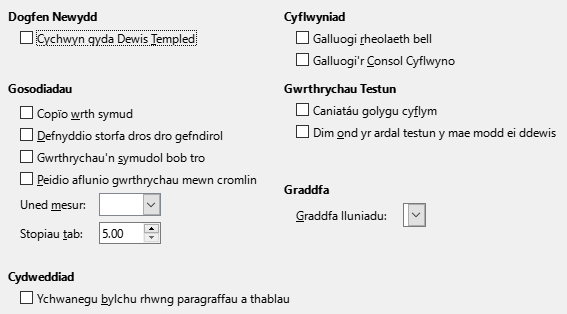 Dogfen Newydd
Cychwyn gyda Dewis Templed
Gosodiadau
Copïo wrth symud
Defnyddio storfa dros dro gefndirol
Gwrthrychau'n symudol bob tro
Peidio aflunio gwrthrychau mewn cromlin
Uned mesur:
Stopiau tab: 5.00
Cydweddiad
Ychwanegu bylchu rhwng paragraffau a thablau
Cyflwyniad
Galluogi rheolaeth bell
Galluogi'r Consol Cyflwyno
Gwrthrychau Testun
Caniatáu golygu cyflym
Dim ond yr ardal testun y mae modd ei ddewis
Graddfa
Graddfa lluniadu: